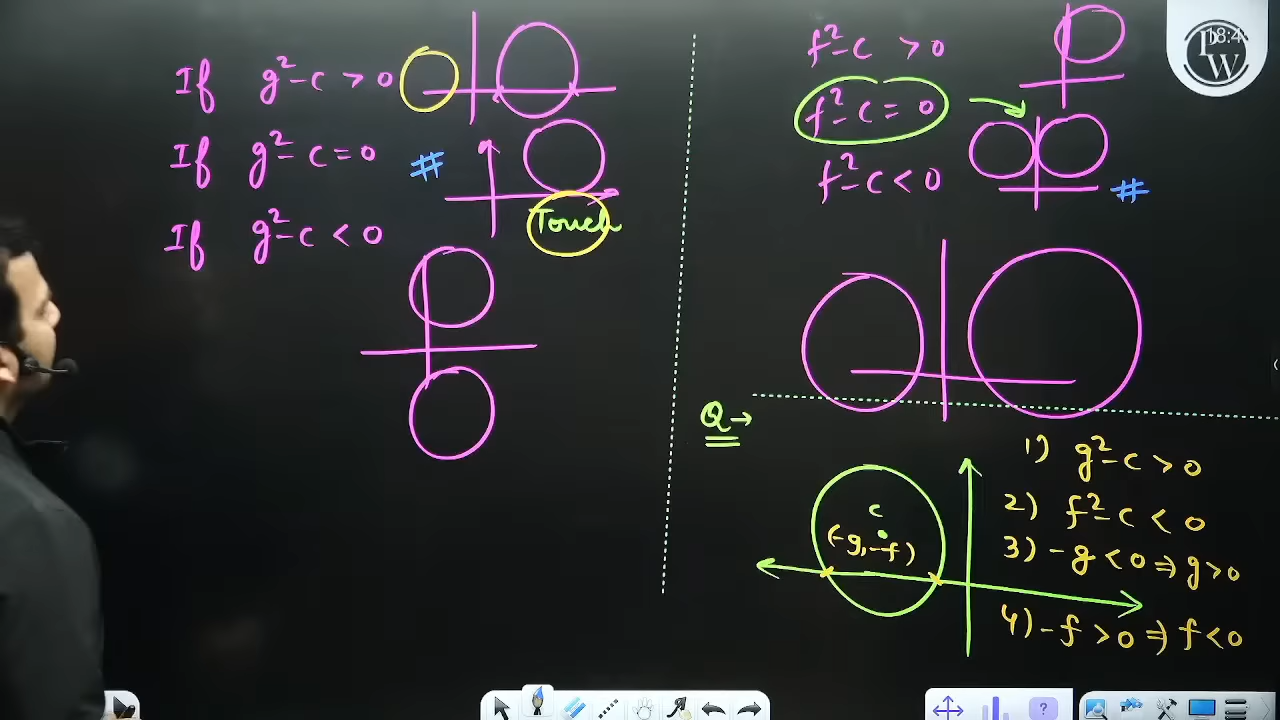 If g²-c > 0
If g²-c = 0 #
Touch
If g²-c < 0
f²-c > 0
f²-c = 0
f²-c < 0 #
Q→
C
(-g, -f)
1) g²-c > 0
2) f²-c < 0
3) -g < 0 ⇒ g > 0
4) -f > 0 ⇒ f < 0
W
?